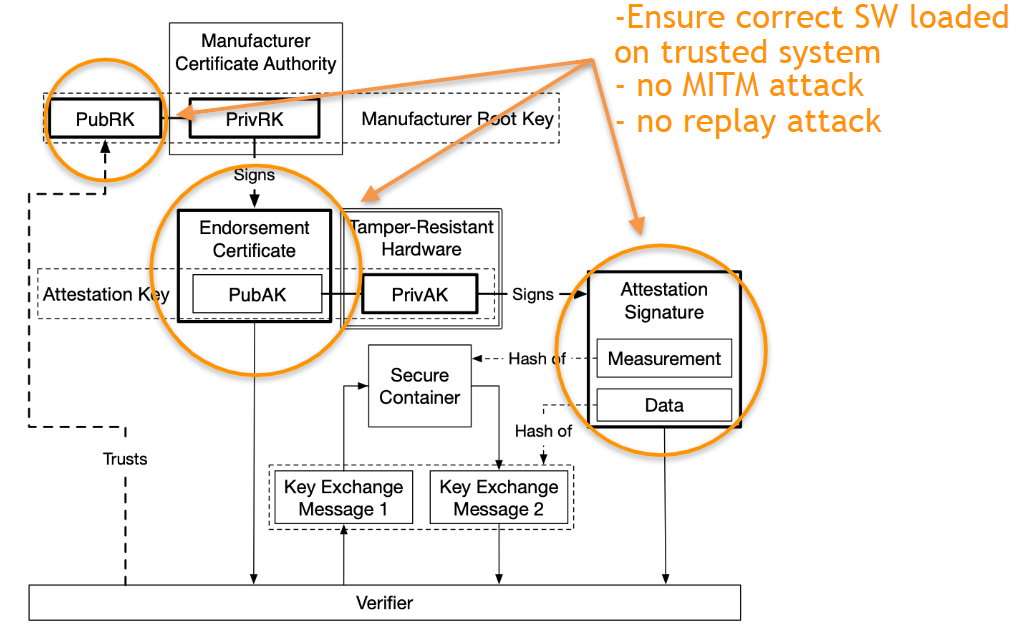 -Ensure correct SW loaded
on trusted system
- no MITM attack
- no replay attack
Manufacturer
Certificate Authority
PubRK
PrivRK
Manufacturer Root Key
Signs
Endorsement
Certificate
Tamper-Resistant
Hardware
Attestation Key
PubAK
PrivAK
Signs
Attestation
Signature
Measurement
Data
Hash of
Secure
Container
Hash of
Trusts
Key Exchange
Message 1
Key Exchange
Message 2
Verifier